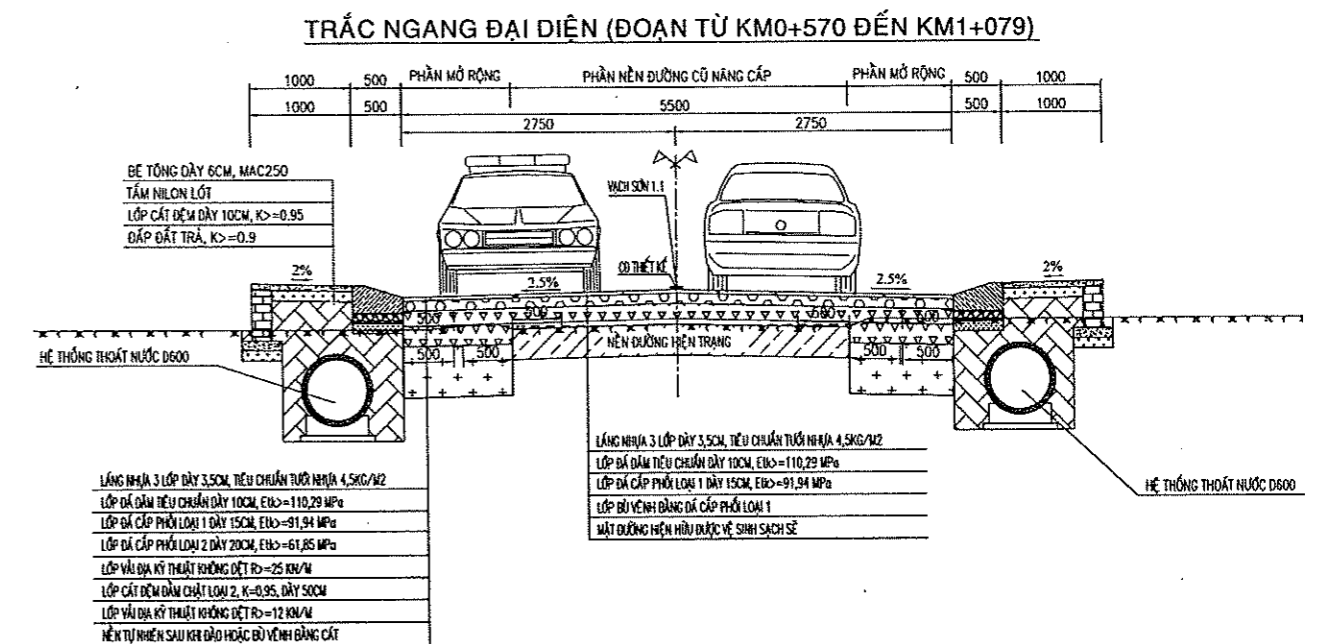 TRẮC NGANG ĐẠI DIỆN (ĐOẠN TỪ KM0+570 ĐẾN KM1+079)
1000 500 PHẦN MỞ RỘNG PHẦN NỀN ĐƯỜNG CŨ NÂNG CẤP PHẦN MỞ RỘNG 500 1000
1000 500 5500 500 1000
2750 2750
BÊ TÔNG DÀY 6CM, MAC250
TẤM NILON LÓT
LỚP CÁT ĐỆM DÀY 10CM, K>=0.95
ĐẮP ĐẤT TRẢ, K>=0.9
VẠCH SƠN 1.1
CĐ THIẾT KẾ
2% 2.5% 2.5% 2%
500 500 500 500
NỀN ĐƯỜNG HIỆN TRẠNG
500 500 500 500
HỆ THỐNG THOÁT NƯỚC D600
HỆ THỐNG THOÁT NƯỚC D600
LÁNG NHỰA 3 LỚP DÀY 3,5CM, TIÊU CHUẨN TƯỚI NHỰA 4,5KG/M2
LỚP ĐÁ DĂM TIÊU CHUẨN DÀY 10CM, Etk>=110,29 MPa
LỚP ĐÁ CẤP PHỐI LOẠI 1 DÀY 15CM, Etk>=91,94 MPa
LỚP BÙ VÊNH BẰNG ĐÁ CẤP PHỐI LOẠI 1
MẶT ĐƯỜNG HIỆN HỮU ĐƯỢC VỆ SINH SẠCH SẼ
LÁNG NHỰA 3 LỚP DÀY 3,5CM, TIÊU CHUẨN TƯỚI NHỰA 4,5KG/M2
LỚP ĐÁ DĂM TIÊU CHUẨN DÀY 10CM, Etk>=110,29 MPa
LỚP ĐÁ CẤP PHỐI LOẠI 1 DÀY 15CM, Etk>=91,94 MPa
LỚP ĐÁ CẤP PHỐI LOẠI 2 DÀY 20CM, Etk>=61,85 MPa
LỚP VẢI ĐỊA KỸ THUẬT KHÔNG DỆT R>=25 KN/M
LỚP CÁT ĐỆM ĐẦM CHẶT LOẠI 2, K=0,95, DÀY 50CM
LỚP VẢI ĐỊA KỸ THUẬT KHÔNG DỆT R>=12 KN/M
NỀN TỰ NHIÊN SAU KHI ĐÀO HOẶC BÙ VÊNH BẰNG CÁT